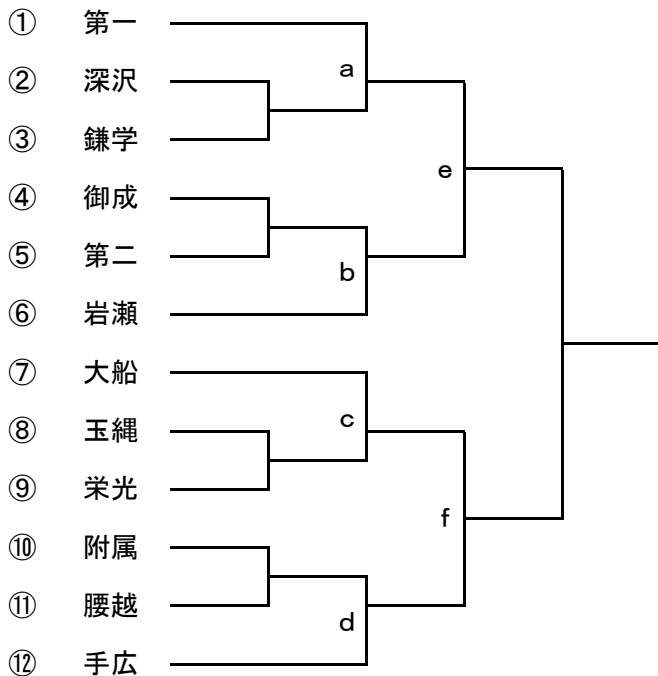 ① 第一
a
② 深沢
③ 鎌学
e
④ 御成
⑤ 第二
b
⑥ 岩瀬
⑦ 大船
c
⑧ 玉縄
⑨ 栄光
f
⑩ 附属
⑪ 腰越
d
⑫ 手広